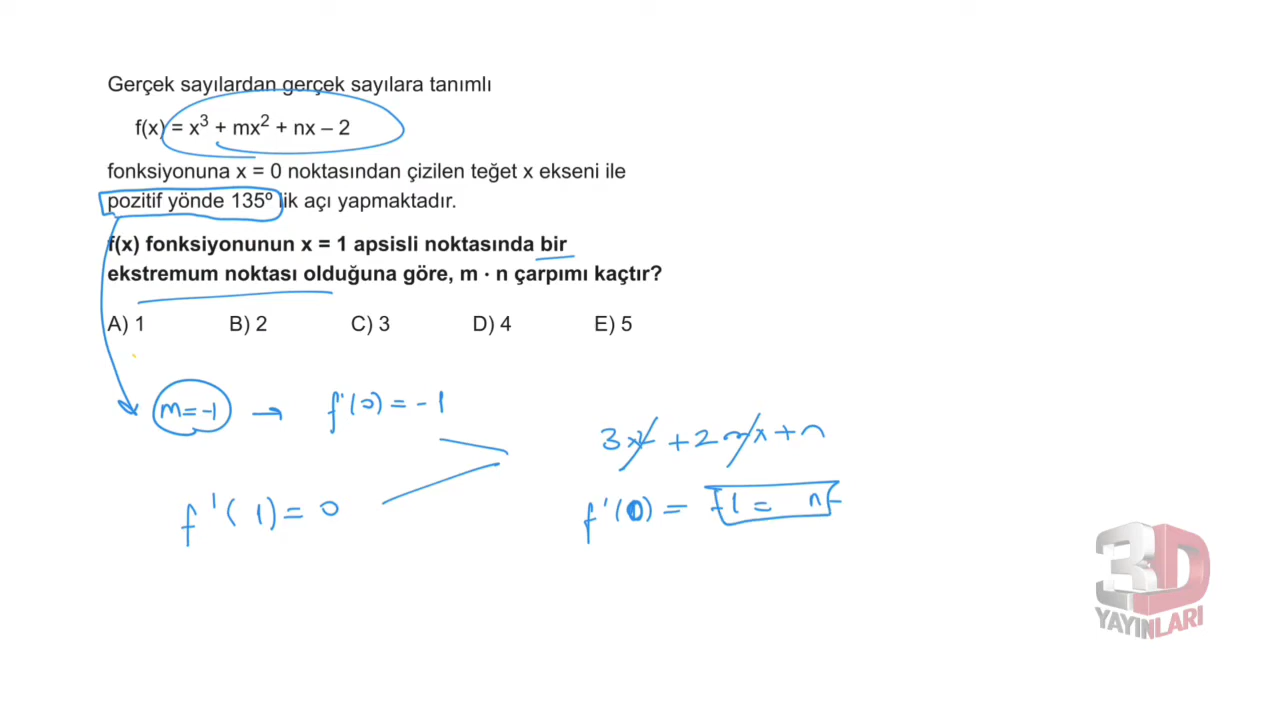 Gerçek sayılardan gerçek sayılara tanımlı
f(x) = x³ + mx² + nx – 2
fonksiyonuna x = 0 noktasından çizilen teğet x ekseni ile
pozitif yönde 135º lik açı yapmaktadır.
f(x) fonksiyonunun x = 1 apsisli noktasında bir
ekstremum noktası olduğuna göre, m · n çarpımı kaçtır?
A) 1 B) 2 C) 3 D) 4 E) 5
m = -1 → f'(0) = -1
3x² + 2mx + n
f'(1) = 0
f'(0) = -1 = n
3D
YAYINLARI